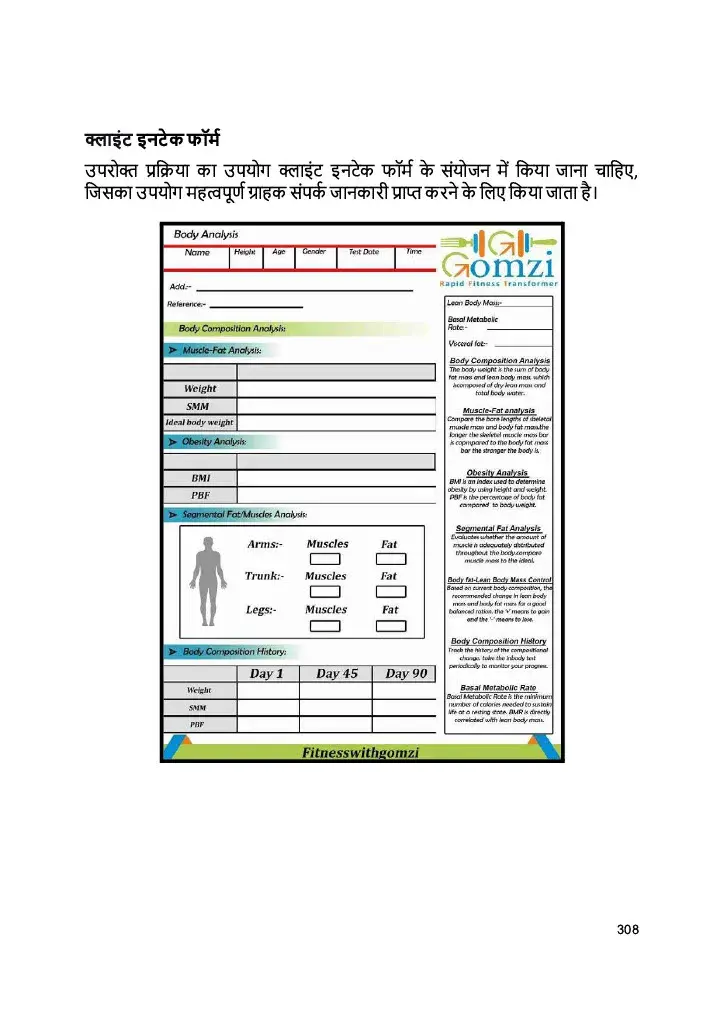 क्लाइंट इनटेक फॉर्म
उपरोक्त प्रक्रिया का उपयोग क्लाइंट इनटेक फॉर्म के संयोजन में किया जाना चाहिए,
जिसका उपयोग महत्वपूर्ण ग्राहक संपर्क जानकारी प्राप्त करने के लिए किया जाता है।
Body Analysis
Name Height Age Gender Test Date Time
Add:-
Reference:-
Body Composition Analysis:
Muscle-Fat Analysis:
Weight
SMM
Ideal body weight
Obesity Analysis:
BMI
PBF
Segmental Fat/Muscles Analysis:
Arms:- Muscles Fat
Trunk:- Muscles Fat
Legs:- Muscles Fat
Body Composition History:
Day 1 Day 45 Day 90
Weight
SMM
PBF
Gomzi
Rapid Fitness Transformer
Lean Body Mass:-
Basal Metabolic
Rate:-
Visceral fat:-
Body Composition Analysis
The body weight is the sum of body
fat mass and lean body mass, which
iscomposed of dry lean mass and
total body water.
Muscle-Fat analysis
Compare the bare lengths of skeletal
muscle mass and body fat mass.the
longer the skeletal muscle mass bar
is copmpared to the body fat mass
bar the stronger the body is.
Obesity Analysis
BMI is an index used to determine
obesity by using height and weight.
PBF is the percentage of body fat
compared to body weight.
Segmental Fat Analysis
Evaluates whether the amount of
muscle is adequately distributed
throughout the body.compare
muscle mass to the ideal.
Body fat-Lean Body Mass Control
Based on current body composition, the
recommended change in lean body
mass and body fat mass for a good
balanced ration. the '+' means to gain
and the '-' means to lose.
Body Composition History
Track the history of the compositional
change. take the inbody test
periodically to monitor your progress.
Basal Metabolic Rate
Basal Metabolic Rate is the minimum
number of calories needed to sustain
life at a resting state. BMR is directly
correlated with lean body mass.
Fitnesswithgomzi
308